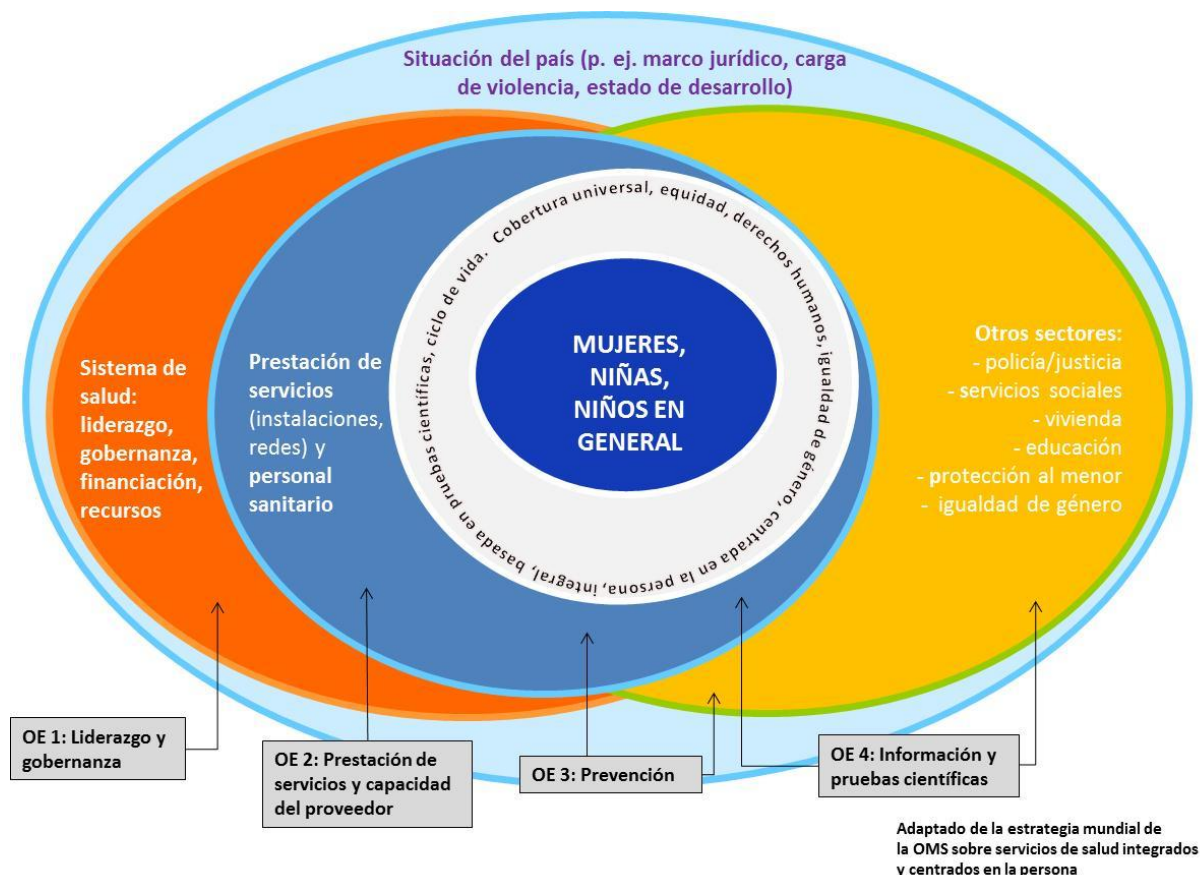 Situación del país (p. ej. marco jurídico, carga
de violencia, estado de desarrollo)
Cobertura universal, equidad, derechos humanos, igualdad de género, centrada en la persona, integral, basada en pruebas científicas, ciclo de vida.
Sistema de
salud:
liderazgo,
gobernanza,
financiación,
recursos
Prestación de
servicios
(instalaciones,
redes) y
personal
sanitario
MUJERES,
NIÑAS,
NIÑOS EN
GENERAL
Otros sectores:
- policía/justicia
- servicios sociales
- vivienda
- educación
- protección al menor
- igualdad de género
OE 1: Liderazgo y
gobernanza
OE 2: Prestación de
servicios y capacidad
del proveedor
OE 3: Prevención
OE 4: Información y
pruebas científicas
Adaptado de la estrategia mundial de
la OMS sobre servicios de salud integrados
y centrados en la persona